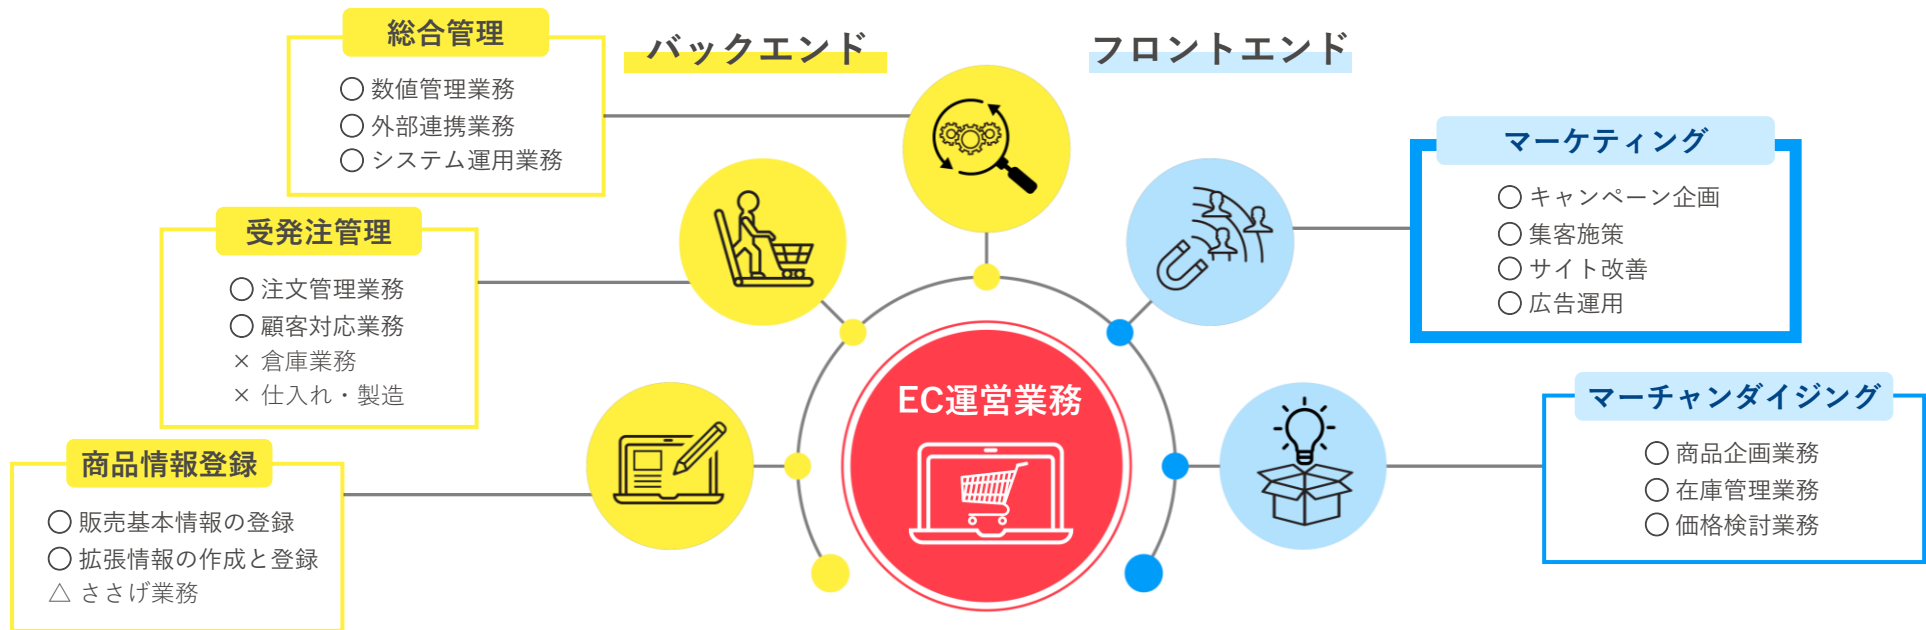 バックエンド
フロントエンド
総合管理
◯ 数値管理業務
◯ 外部連携業務
◯ システム運用業務
受発注管理
◯ 注文管理業務
◯ 顧客対応業務
× 倉庫業務
× 仕入れ・製造
商品情報登録
◯ 販売基本情報の登録
◯ 拡張情報の作成と登録
△ ささげ業務
EC運営業務
マーケティング
◯ キャンペーン企画
◯ 集客施策
◯ サイト改善
◯ 広告運用
マーチャンダイジング
◯ 商品企画業務
◯ 在庫管理業務
◯ 価格検討業務